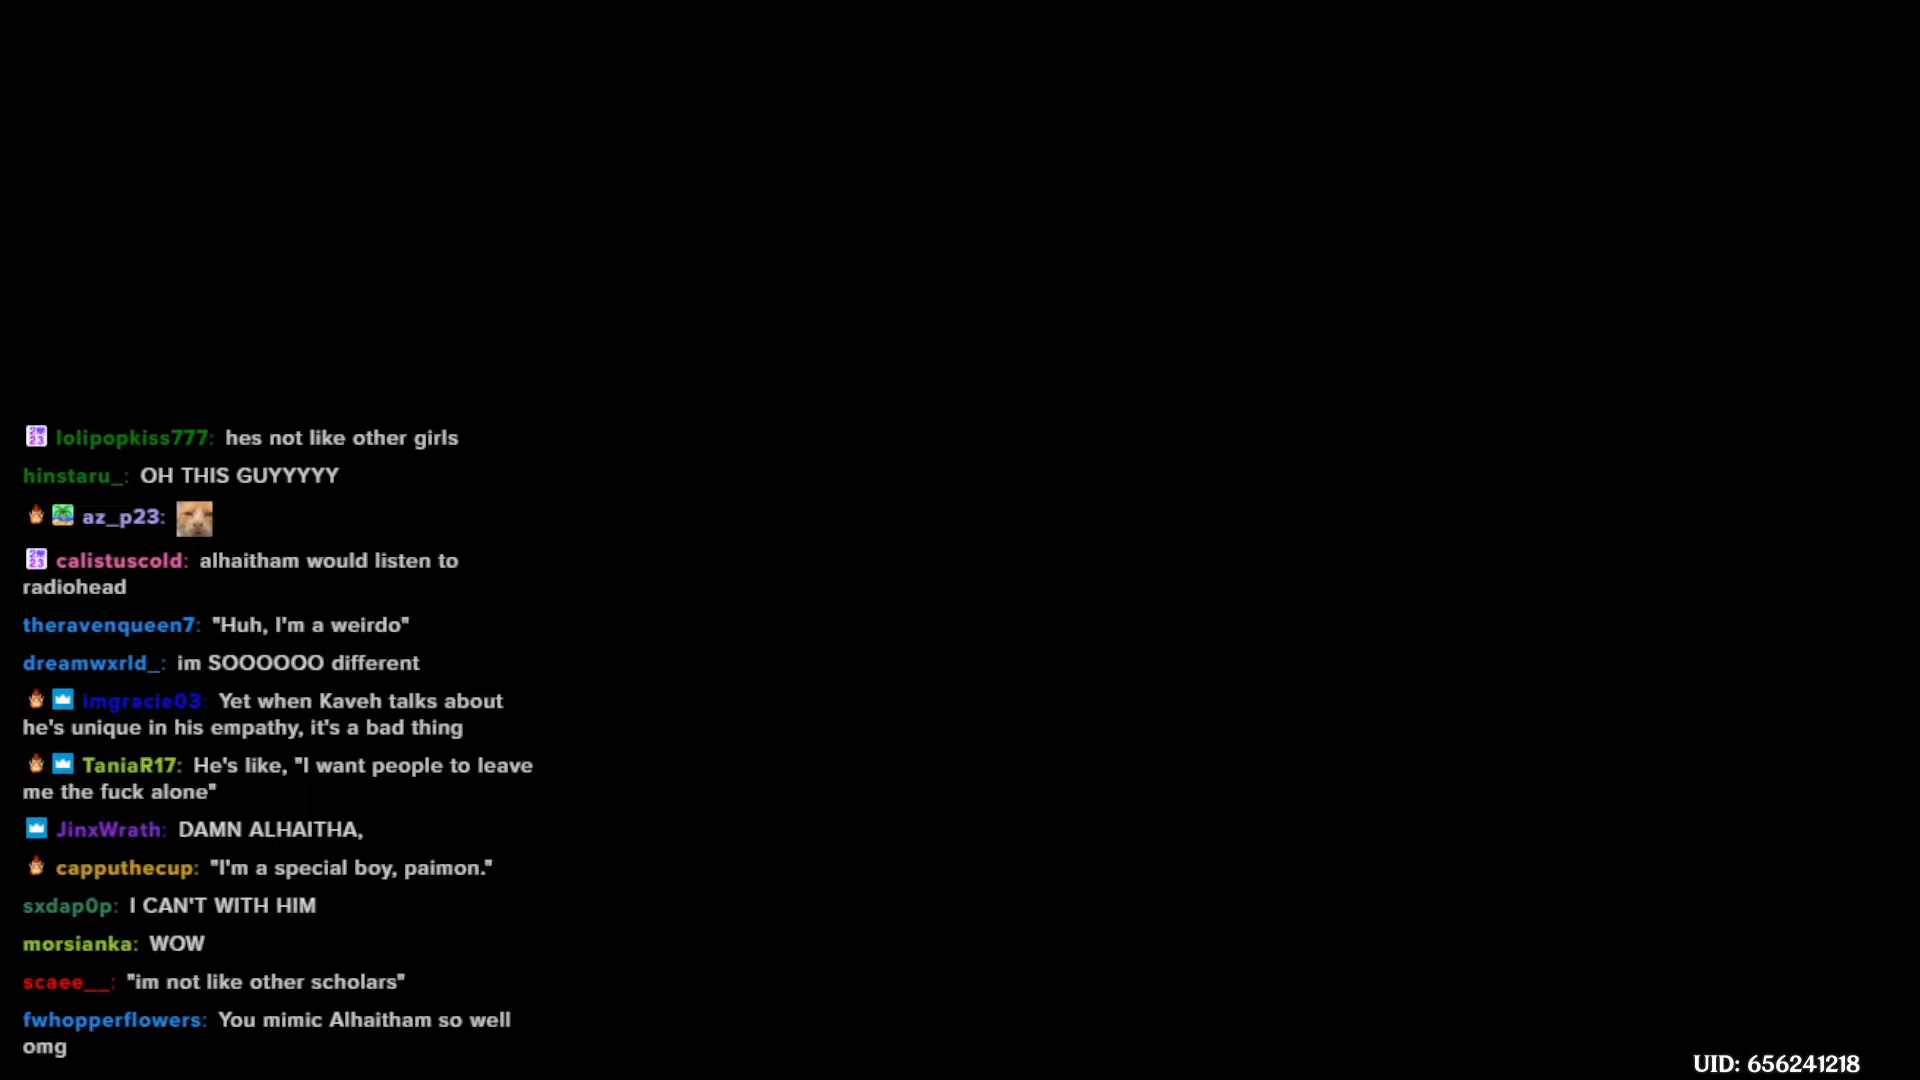 lolipopkiss777: hes not like other girls
hinstaru_: OH THIS GUYYYYY
az_p23:
calistuscold: alhaitham would listen to
radiohead
theravenqueen7: "Huh, I'm a weirdo"
dreamwxrld_: im SOOOOOO different
imgracie03: Yet when Kaveh talks about
he's unique in his empathy, it's a bad thing
TaniaR17: He's like, "I want people to leave
me the fuck alone"
JinxWrath: DAMN ALHAITHA,
capputhecup: "I'm a special boy, paimon."
sxdap0p: I CAN'T WITH HIM
morsianka: WOW
scaee__: "im not like other scholars"
fwhopperflowers: You mimic Alhaitham so well
omg
UID: 656241218